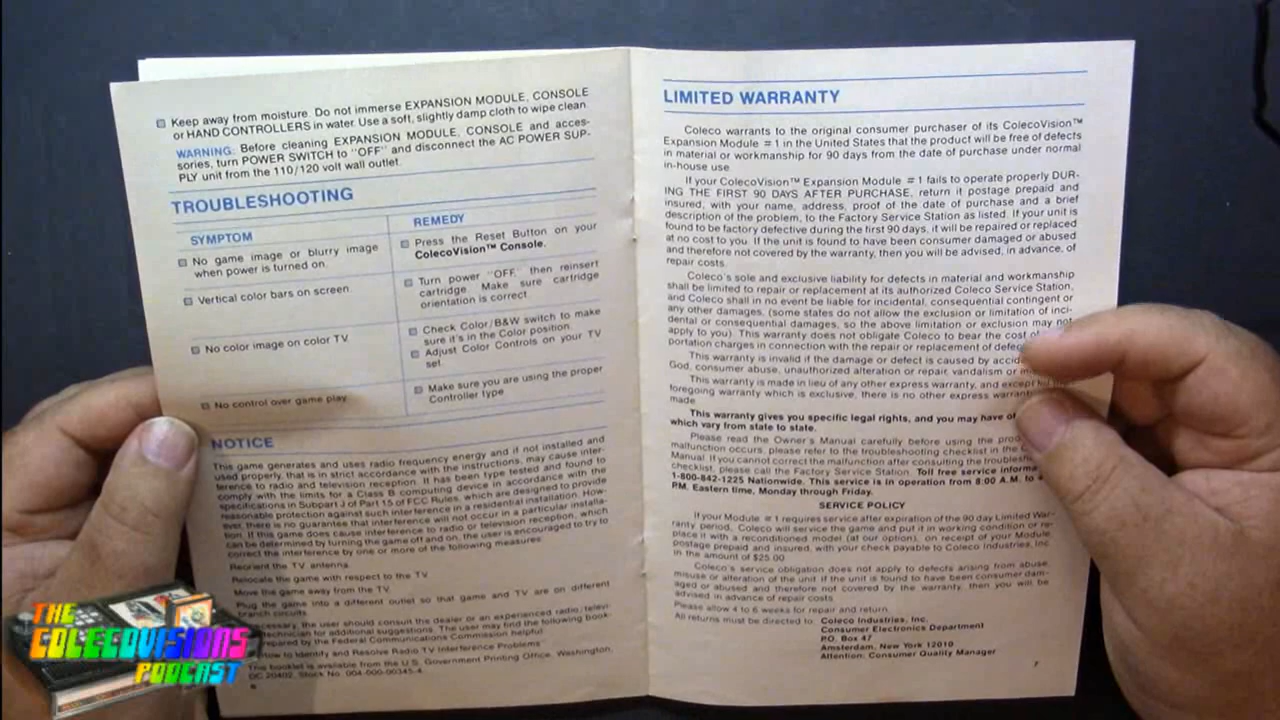 Keep away from moisture. Do not immerse EXPANSION MODULE, CONSOLE
or HAND CONTROLLERS in water. Use a soft, slightly damp cloth to wipe clean.
WARNING: Before cleaning EXPANSION MODULE, CONSOLE and acces-
sories, turn POWER SWITCH to "OFF" and disconnect the AC POWER SUP-
PLY unit from the 110/120 volt wall outlet.
TROUBLESHOOTING
SYMPTOM
REMEDY
No game image or blurry image
when power is turned on.
Press the Reset Button on your
ColecoVision™ Console.
Vertical color bars on screen.
Turn power "OFF," then reinsert
cartridge. Make sure cartridge
orientation is correct.
No color image on color TV.
Check Color/B&W switch to make
sure it's in the Color position.
Adjust Color Controls on your TV
set.
No control over game play.
Make sure you are using the proper
Controller type
NOTICE
This game generates and uses radio frequency energy and if not installed and
used properly, that is in strict accordance with the instructions, may cause inter-
ference to radio and television reception. It has been type tested and found to
comply with the limits for a Class B computing device in accordance with the
specifications in Subpart J of Part 15 of FCC Rules, which are designed to provide
reasonable protection against such interference in a residential installation. How-
ever, there is no guarantee that interference will not occur in a particular installa-
tion. If this game does cause interference to radio or television reception, which
can be determined by turning the game off and on, the user is encouraged to try to
correct the interference by one or more of the following measures:
Reorient the TV antenna.
Relocate the game with respect to the TV.
Move the game away from the TV.
Plug the game into a different outlet so that game and TV are on different
branch circuits.
the user should consult the dealer or an experienced radio/televi-
technician for additional suggestions. The user may find the following book-
prepared by the Federal Communications Commission helpful
to Identify and Resolve Radio TV Interference Problems
This booklet is available from the U.S. Government Printing Office, Washington,
DC 20402, Stock No. 004-000-00345-4.
LIMITED WARRANTY
Coleco warrants to the original consumer purchaser of its ColecoVision™
Expansion Module #1 in the United States that the product will be free of defects
in material or workmanship for 90 days from the date of purchase under normal
in-house use.
If your ColecoVision™ Expansion Module #1 fails to operate properly DUR-
ING THE FIRST 90 DAYS AFTER PURCHASE, return it postage prepaid and
insured, with your name, address, proof of the date of purchase and a brief
description of the problem, to the Factory Service Station as listed. If your unit is
found to be factory defective during the first 90 days, it will be repaired or replaced
at no cost to you. If the unit is found to have been consumer damaged or abused
and therefore not covered by the warranty, then you will be advised, in advance, of
repair costs.
Coleco's sole and exclusive liability for defects in material and workmanship
shall be limited to repair or replacement at its authorized Coleco Service Station,
and Coleco shall in no event be liable for incidental, consequential contingent or
any other damages, (some states do not allow the exclusion or limitation of inci-
dental or consequential damages, so the above limitation or exclusion may not
apply to you). This warranty does not obligate Coleco to bear the cost of
portation charges in connection with the repair or replacement of
This warranty is invalid if the damage or defect is caused by
God, consumer abuse, unauthorized alteration or repair, vandalism or
This warranty is made in lieu of any other express warranty, and except
foregoing warranty which is exclusive, there is no other express
made
This warranty gives you specific legal rights, and you may have
which vary from state to state.
Please read the Owner's Manual carefully before using the
malfunction occurs, please refer to the troubleshooting checklist in the
Manual. If you cannot correct the malfunction after consulting the
checklist, please call the Factory Service Station. Toll free service
1-800-842-1225 Nationwide. This service is in operation from 8:00 A.M. to
P.M. Eastern time, Monday through Friday.
SERVICE POLICY
If your Module #1 requires service after expiration of the 90 day Limited War-
ranty period, Coleco will service the game and put it in working condition or re-
place it with a reconditioned model (at our option), on receipt of your Module
postage prepaid and insured, with your check payable to Coleco Industries, Inc.
in the amount of $25.00
Coleco's service obligation does not apply to defects arising from abuse,
misuse or alteration of the unit if the unit is found to have been consumer dam-
aged or abused and therefore not covered by the warranty, then you will be
advised in advance of repair costs.
Please allow 4 to 6 weeks for repair and return.
All returns must be directed to: Coleco Industries, Inc.
Consumer Electronics Department
P.O. Box 47
Amsterdam, New York 12010
Attention: Consumer Quality Manager
7
THE
COLECOVISIONS
PODCAST